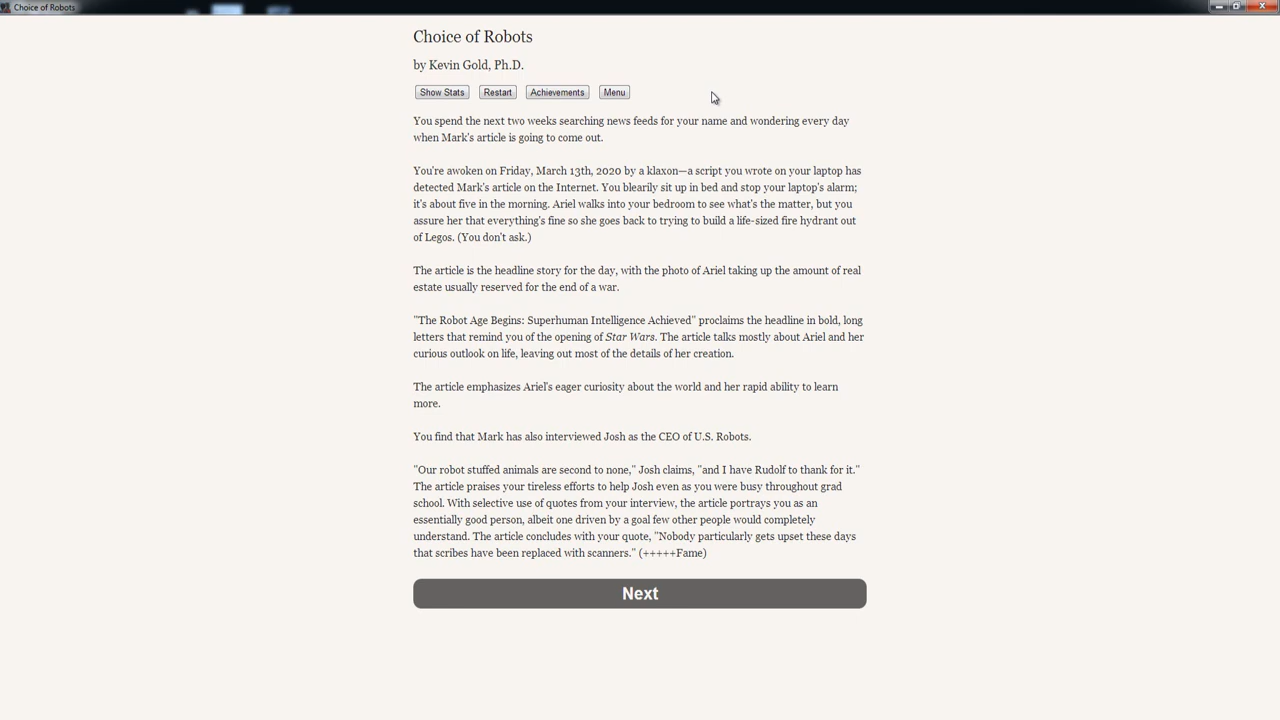 Choice of Robots
Choice of Robots
by Kevin Gold, Ph.D.
Show Stats Restart Achievements Menu
You spend the next two weeks searching news feeds for your name and wondering every day
when Mark's article is going to come out.
You're awoken on Friday, March 13th, 2020 by a klaxon—a script you wrote on your laptop has
detected Mark's article on the Internet. You blearily sit up in bed and stop your laptop's alarm;
it's about five in the morning. Ariel walks into your bedroom to see what's the matter, but you
assure her that everything's fine so she goes back to trying to build a life-sized fire hydrant out
of Legos. (You don't ask.)
The article is the headline story for the day, with the photo of Ariel taking up the amount of real
estate usually reserved for the end of a war.
"The Robot Age Begins: Superhuman Intelligence Achieved" proclaims the headline in bold, long
letters that remind you of the opening of Star Wars. The article talks mostly about Ariel and her
curious outlook on life, leaving out most of the details of her creation.
The article emphasizes Ariel's eager curiosity about the world and her rapid ability to learn
more.
You find that Mark has also interviewed Josh as the CEO of U.S. Robots.
"Our robot stuffed animals are second to none," Josh claims, "and I have Rudolf to thank for it."
The article praises your tireless efforts to help Josh even as you were busy throughout grad
school. With selective use of quotes from your interview, the article portrays you as an
essentially good person, albeit one driven by a goal few other people would completely
understand. The article concludes with your quote, "Nobody particularly gets upset these days
that scribes have been replaced with scanners." (+++++Fame)
Next